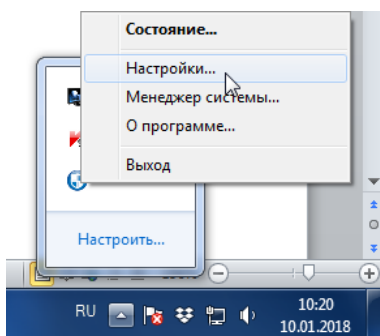 Состояние...
Настройки...
Менеджер системы...
О программе...
Выход
Настроить...
RU
10:20
10.01.2018